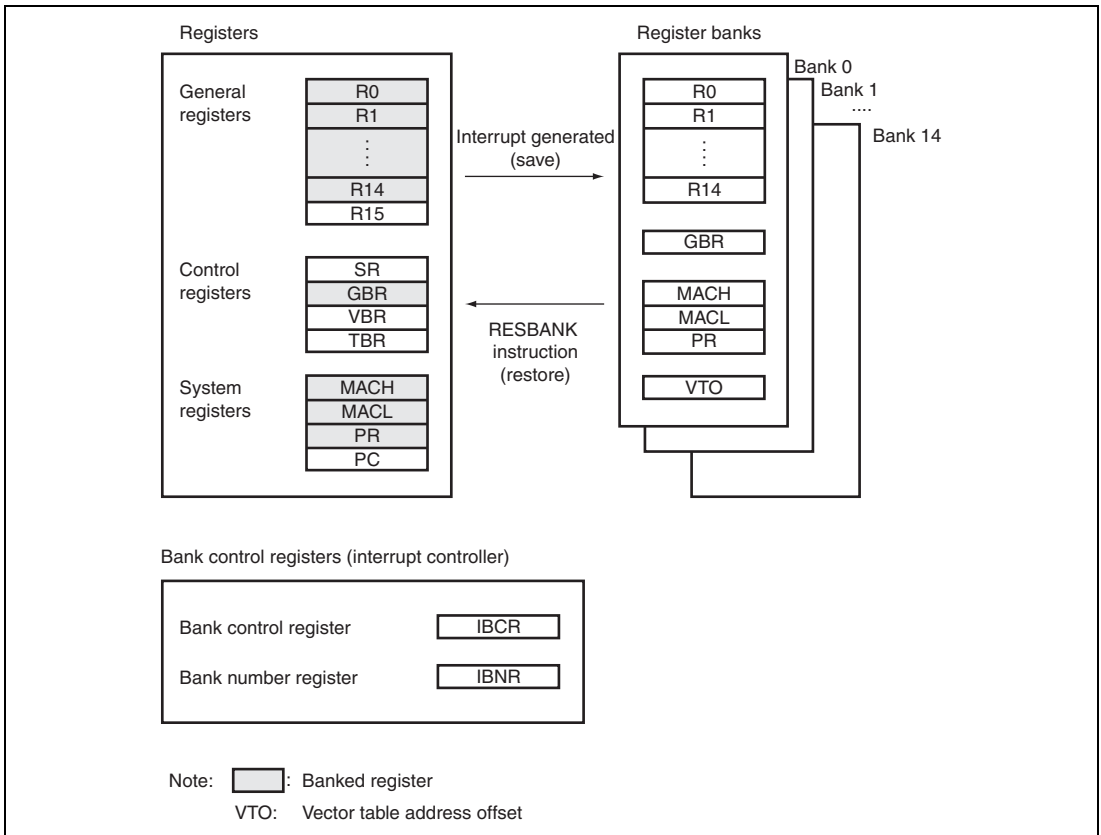 Registers
General
registers
R0
R1
⋮
R14
R15
Control
registers
SR
GBR
VBR
TBR
System
registers
MACH
MACL
PR
PC
Interrupt generated
(save)
RESBANK
instruction
(restore)
Register banks
Bank 0
Bank 1
....
Bank 14
R0
R1
⋮
R14
GBR
MACH
MACL
PR
VTO
Bank control registers (interrupt controller)
Bank control register
IBCR
Bank number register
IBNR
Note: : Banked register
VTO: Vector table address offset